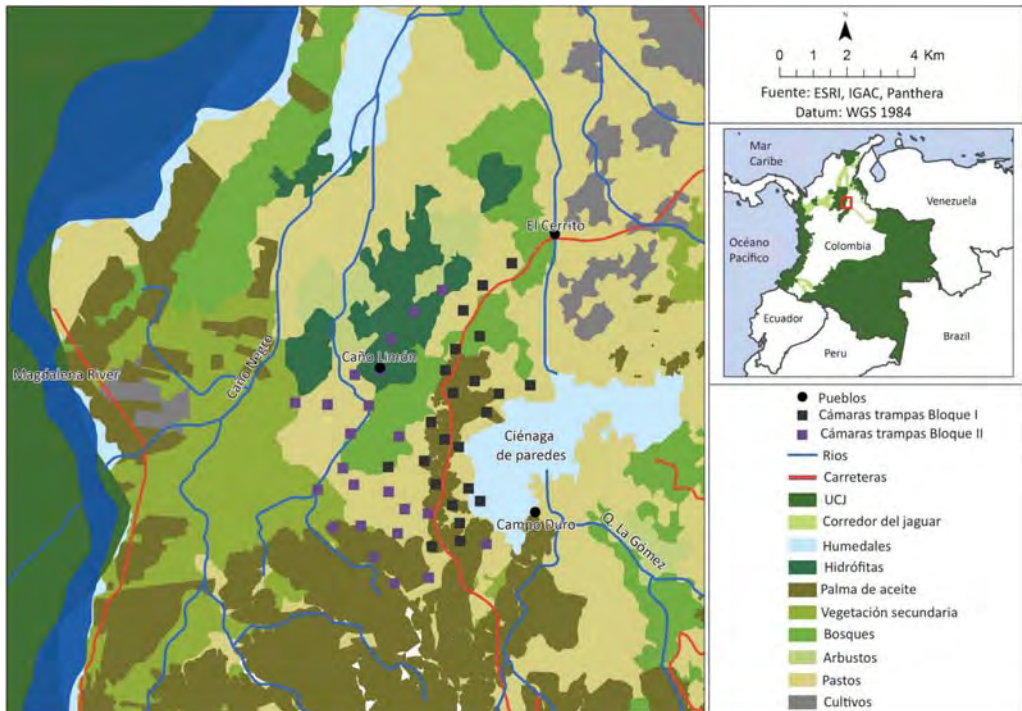 El Cerrito
Caño Limón
Magdalena River
Caño Negro
Ciénaga
de paredes
Campo Duro
Q. La Gómez
N
0
2
4 Km
Fuente: ESRI, IGAC, Panthera
Datum: WGS 1984
Mar
Caribe
Venezuela
Océano
Pacífico
Colombia
Ecuador
Peru
Brazil
Pueblos
Cámaras trampas Bloque I
Cámaras trampas Bloque II
Rios
Carreteras
UCJ
Corredor del jaguar
Humedales
Hidrófitas
Palma de aceite
Vegetación secundaria
Bosques
Arbustos
Pastos
Cultivos